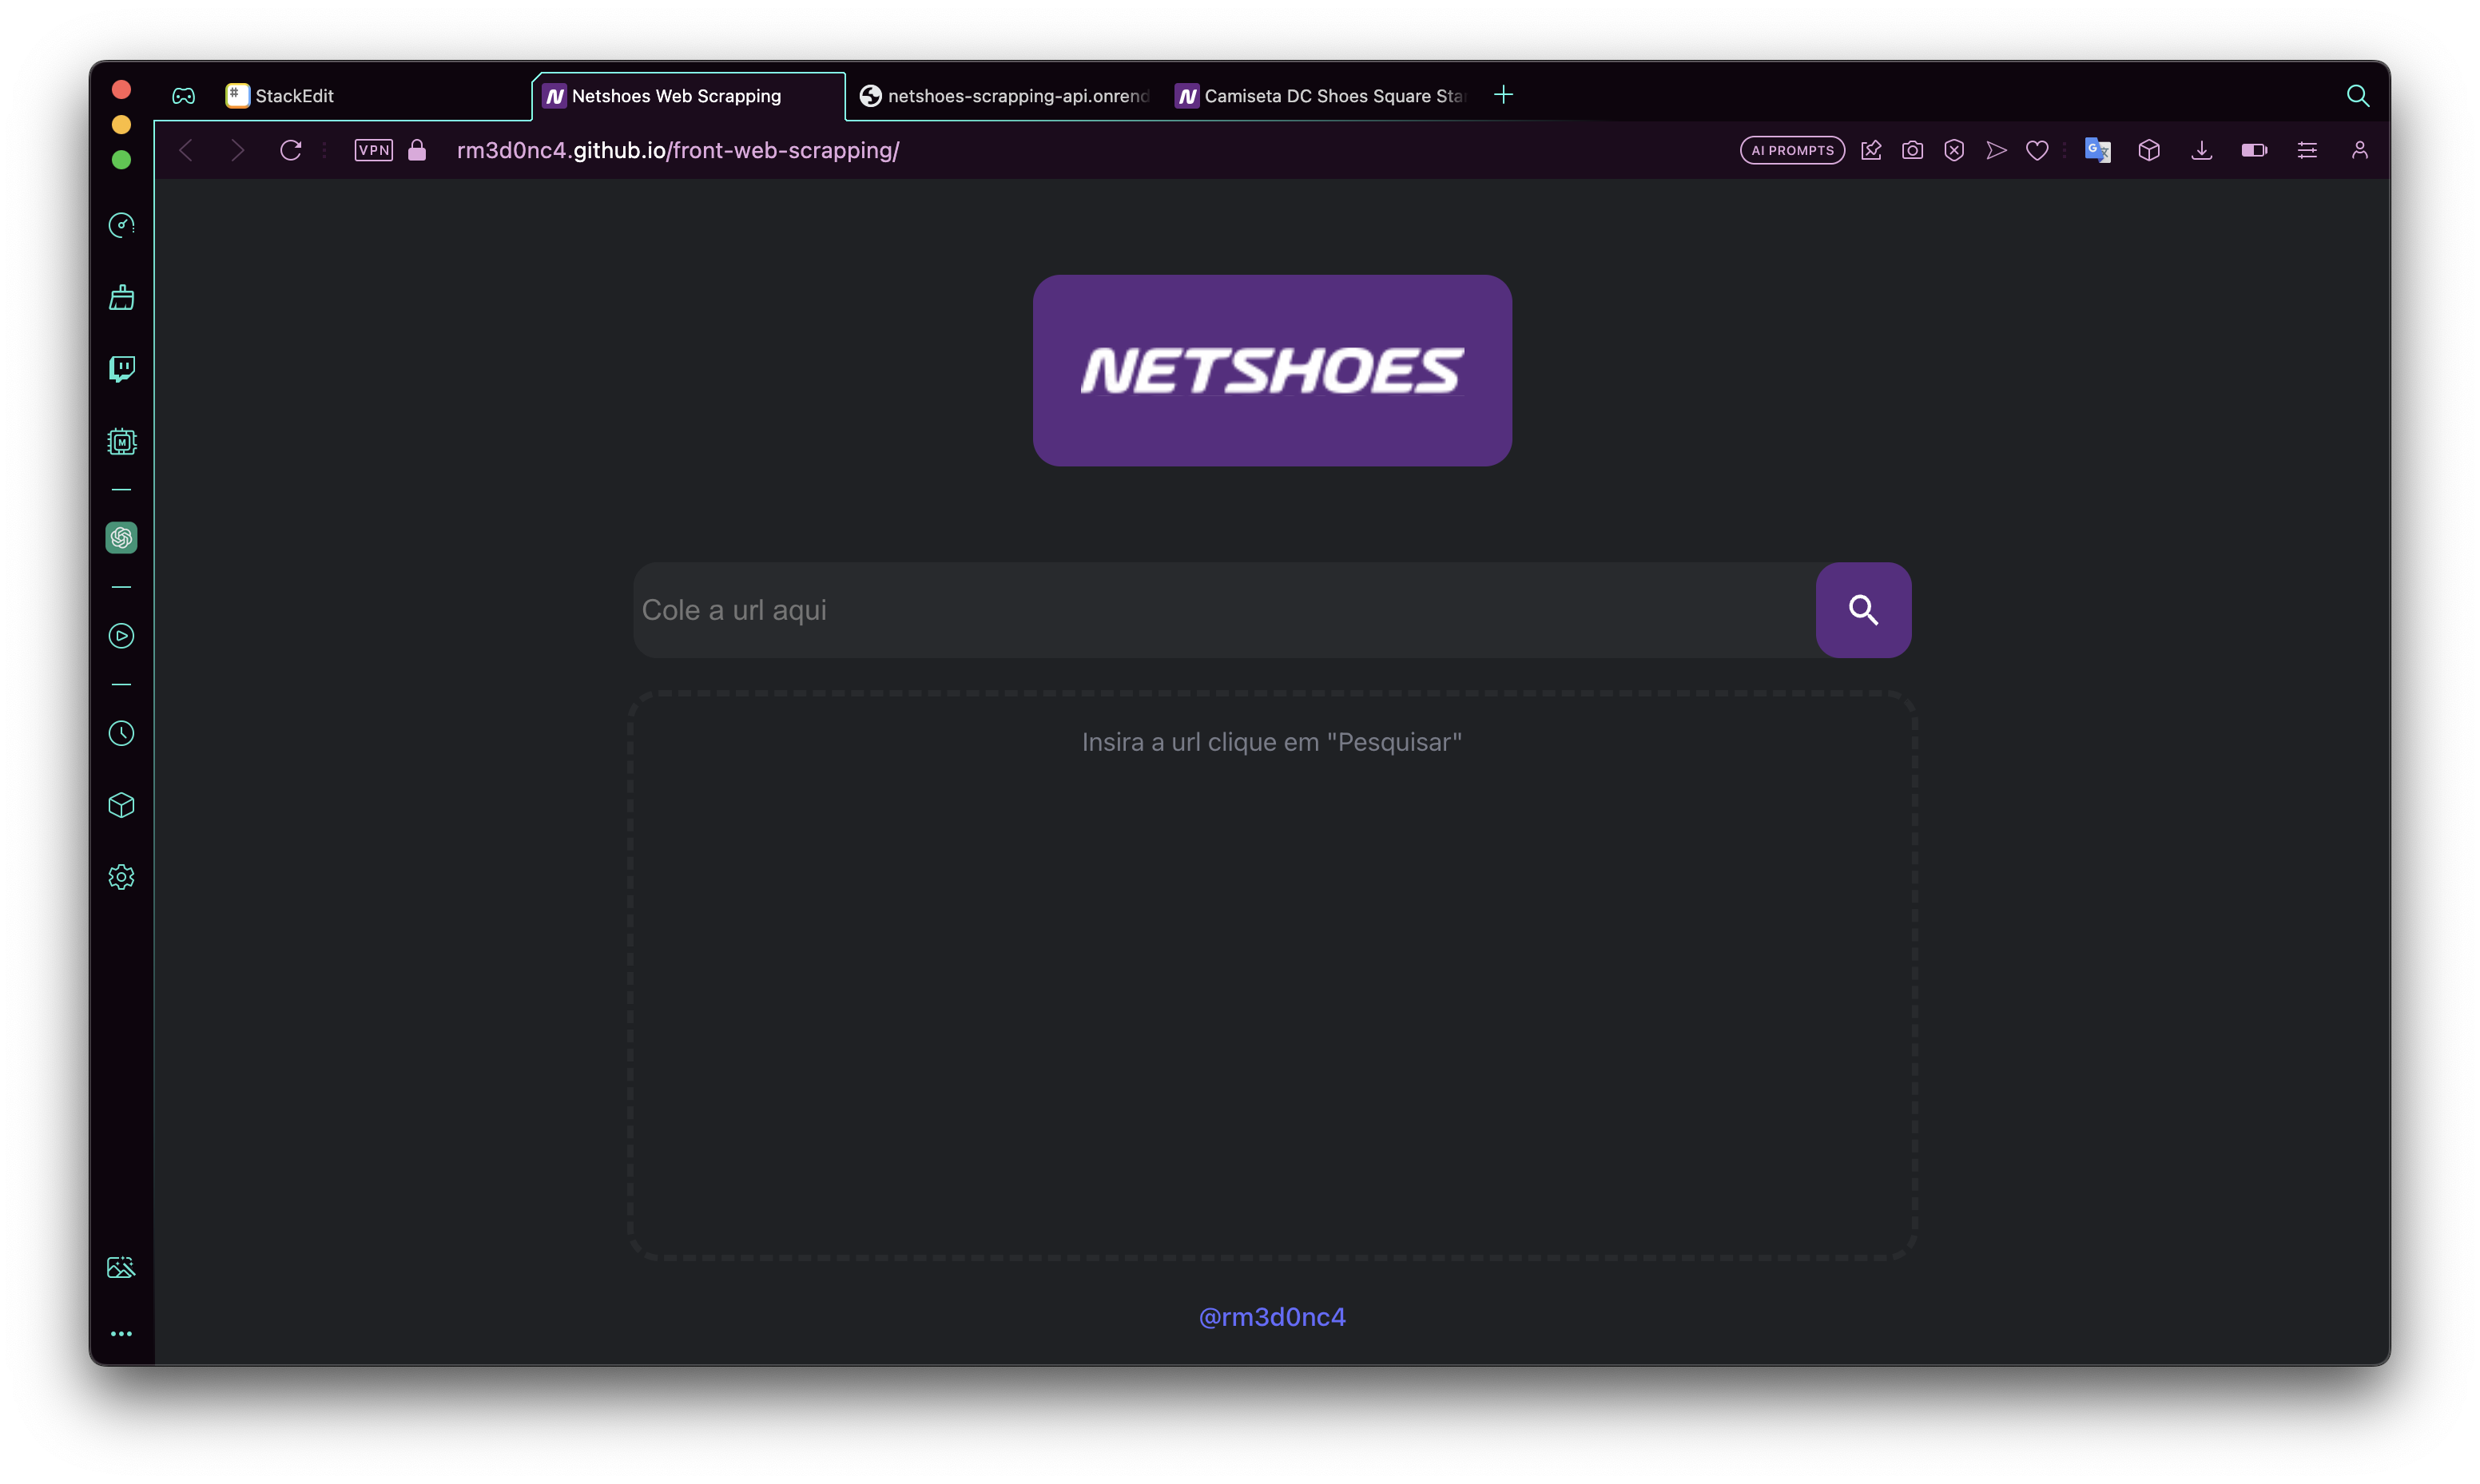 StackEdit
Netshoes Web Scrapping
netshoes-scrapping-api.onrend
Camiseta DC Shoes Square Sta
VPN
rm3d0nc4.github.io/front-web-scrapping/
AI PROMPTS
M
NETSHOES
Cole a url aqui
Insira a url clique em "Pesquisar"
@rm3d0nc4